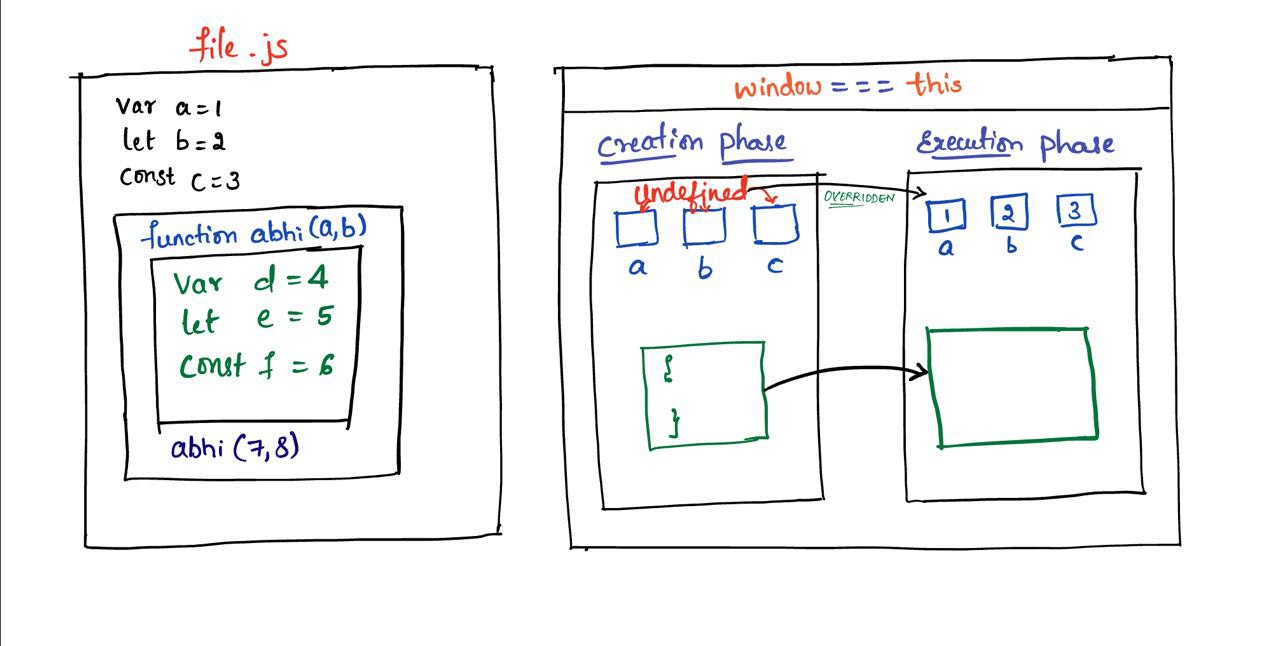 file.js
var a=1
let b=2
const c=3
function abhi(a,b)
Var d=4
let e=5
Const f=6
abhi(7,8)
window === this
Creation phase
Undefined
a b c
{
}
OVERRIDDEN
Execution phase
1 2 3
a b c